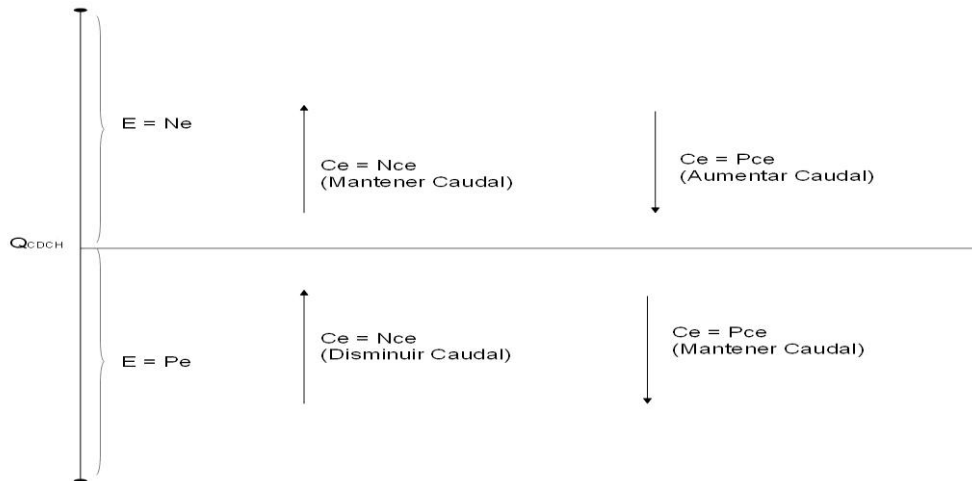 E = Ne
Ce = Nce
(Mantener Caudal)
Ce = Pce
(Aumentar Caudal)
QCDCH
Ce = Nce
(Disminuir Caudal)
E = Pe
Ce = Pce
(Mantener Caudal)